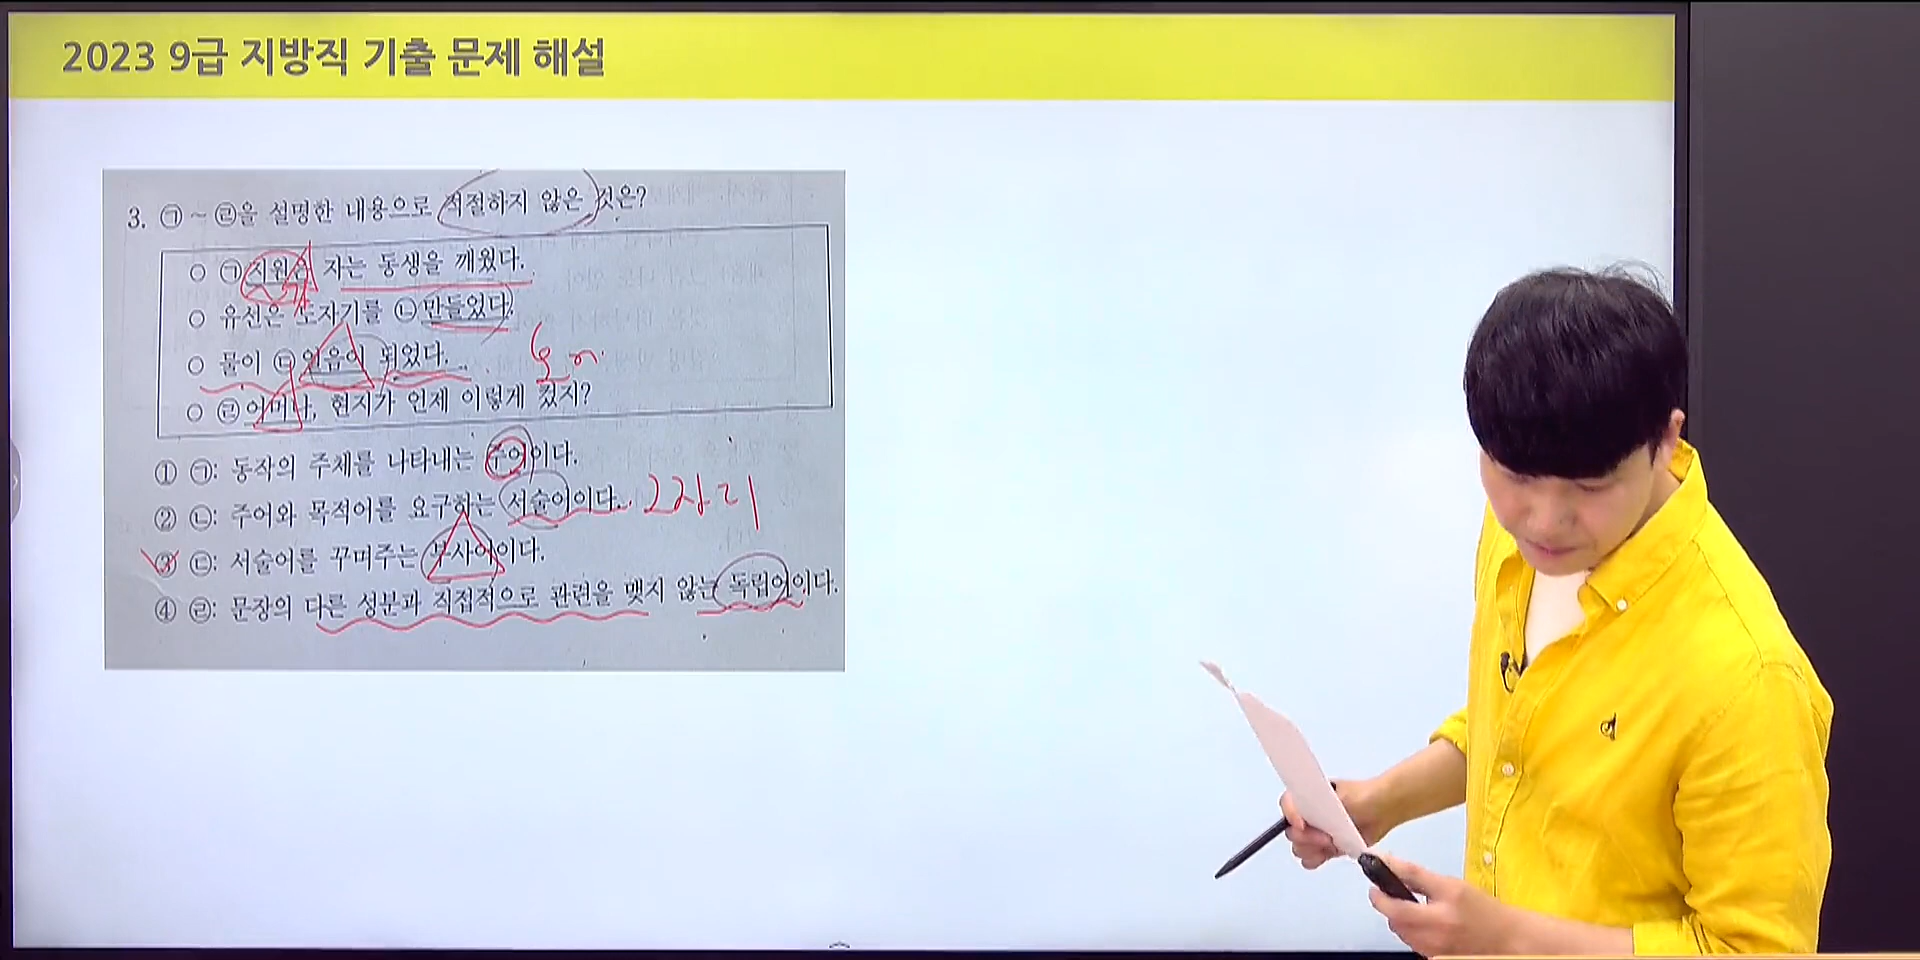 2023 9급 지방직 기출 문제 해설
3. ㉠ ~ ㉣을 설명한 내용으로 적절하지 않은 것은?
○ ㉠ 지원은 자는 동생을 깨웠다.
○ 유선은 도자기를 ㉡ 만들었다.
○ 물이 ㉢ 얼음이 되었다.
○ ㉣ 어머나, 현지가 언제 이렇게 컸지?
① ㉠: 동작의 주체를 나타내는 주어이다.
② ㉡: 주어와 목적어를 요구하는 서술어이다. 2자리
③ ㉢: 서술어를 꾸며주는 부사어이다.
④ ㉣: 문장의 다른 성분과 직접적으로 관련을 맺지 않는 독립어이다.